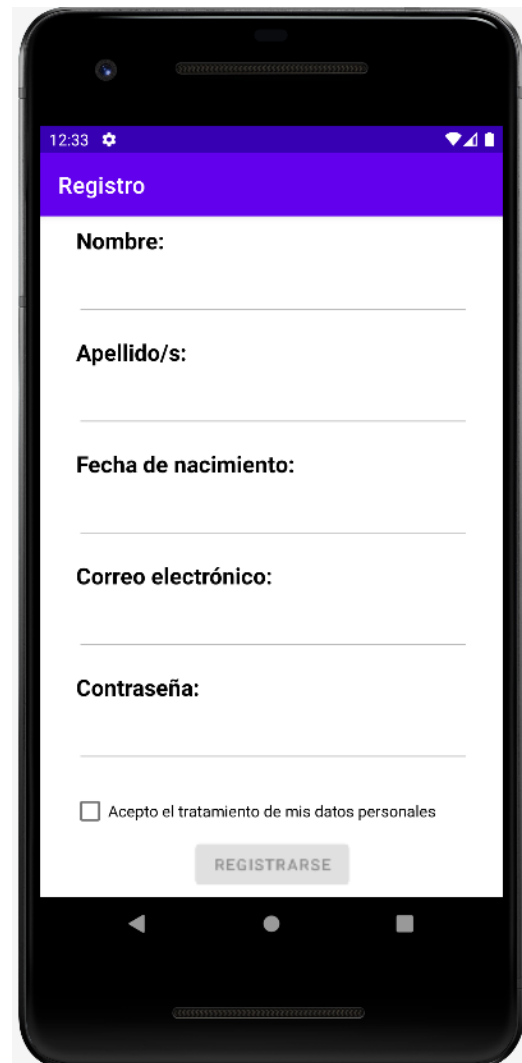 12:33
Registro
Nombre:
Apellido/s:
Fecha de nacimiento:
Correo electrónico:
Contraseña:
Acepto el tratamiento de mis datos personales
REGISTRARSE